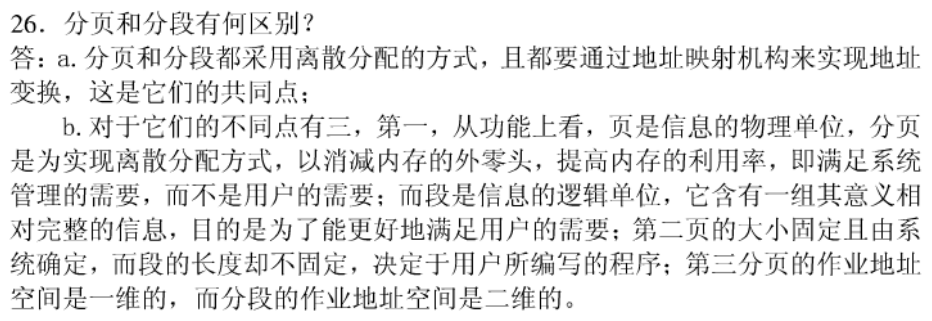 26．分页和分段有何区别？
答：a. 分页和分段都采用离散分配的方式，且都要通过地址映射机构来实现地址
变换，这是它们的共同点；
b. 对于它们的不同点有三，第一，从功能上看，页是信息的物理单位，分页
是为实现离散分配方式，以消减内存的外零头，提高内存的利用率，即满足系统
管理的需要，而不是用户的需要；而段是信息的逻辑单位，它含有一组其意义相
对完整的信息，目的是为了能更好地满足用户的需要；第二页的大小固定且由系
统确定，而段的长度却不固定，决定于用户所编写的程序；第三分页的作业地址
空间是一维的，而分段的作业地址空间是二维的。